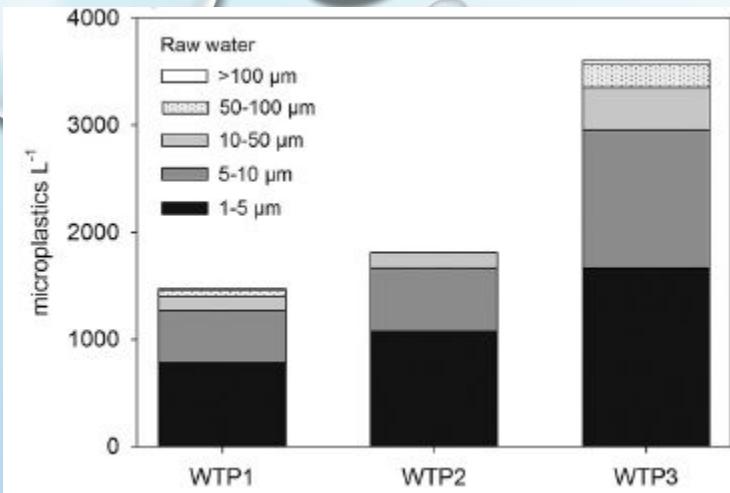 4000
3000
2000
1000
0
microplastics L⁻¹
Raw water
>100 µm
50-100 µm
10-50 µm
5-10 µm
1-5 µm
WTP1 WTP2 WTP3